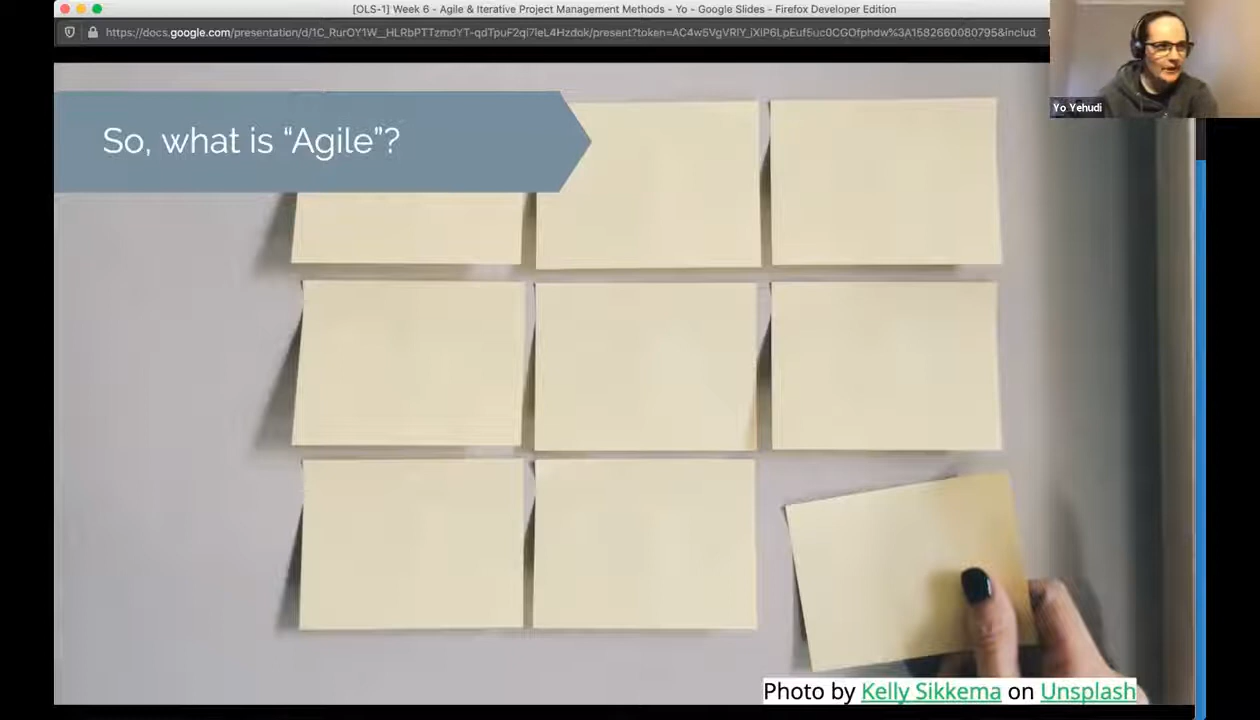 [OLS-1] Week 6 - Agile & Iterative Project Management Methods - Yo - Google Slides - Firefox Developer Edition
Yo Yehudi
So, what is “Agile”?
Photo by Kelly Sikkema on Unsplash